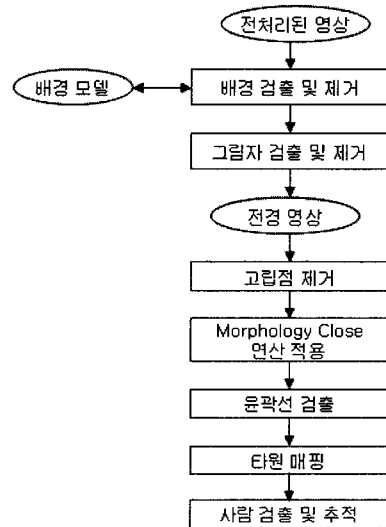 전처리된 영상
배경 모델
배경 검출 및 제거
그림자 검출 및 제거
전경 영상
고립점 제거
Morphology Close
연산 적용
윤곽선 검출
타원 매핑
사람 검출 및 추적